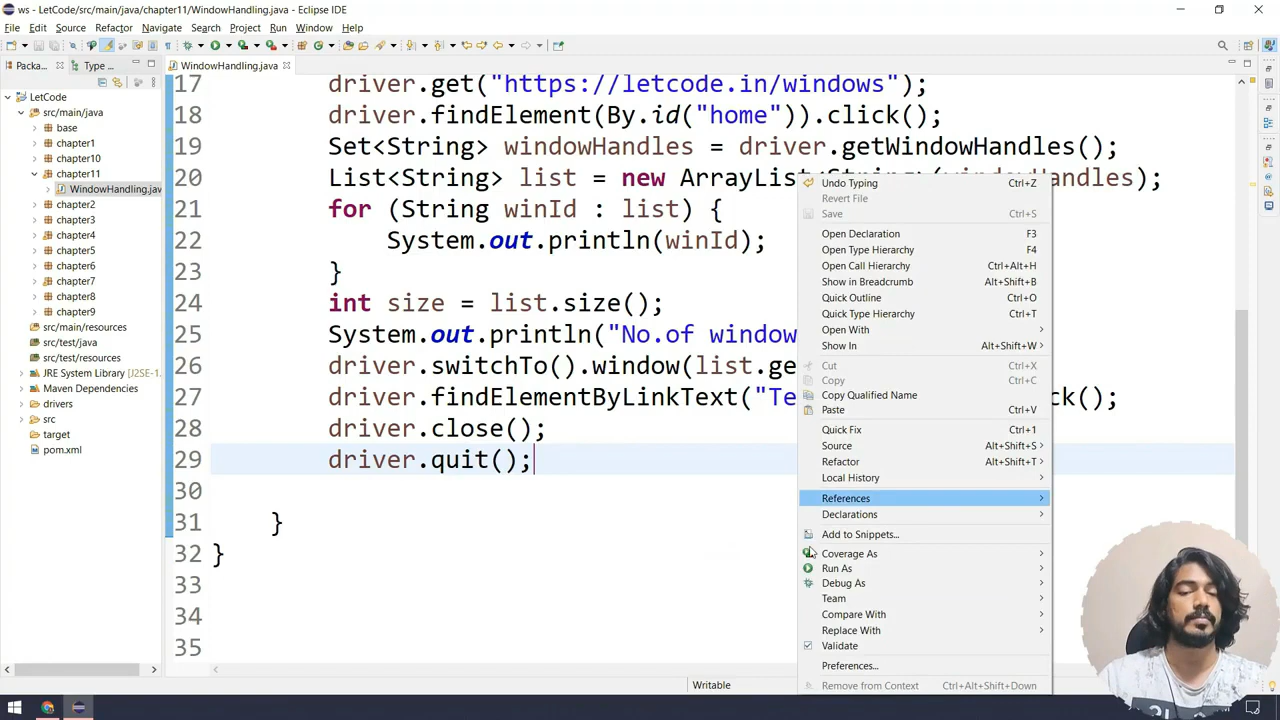 ws - LetCode/src/main/java/chapter11/WindowHandling.java - Eclipse IDE
File Edit Source Refactor Navigate Search Project Run Window Help
Packa... Type ...
WindowHandling.java
LetCode
src/main/java
base
chapter1
chapter10
chapter11
WindowHandling.jav
chapter2
chapter3
chapter4
chapter5
chapter6
chapter7
chapter8
chapter9
src/main/resources
src/test/java
src/test/resources
JRE System Library [J2SE-1.
Maven Dependencies
drivers
src
target
pom.xml
17 driver.get("https://letcode.in/windows");
18 driver.findElement(By.id("home")).click();
19 Set<String> windowHandles = driver.getWindowHandles();
20 List<String> list = new ArrayList<String>(windowHandles);
21 for (String winId : list) {
22 System.out.println(winId);
23 }
24 int size = list.size();
25 System.out.println("No.of window
26 driver.switchTo().window(list.ge
27 driver.findElementByLinkText("Te ck();
28 driver.close();
29 driver.quit();
30
31 }
32 }
33
34
35
Undo Typing Ctrl+Z
Revert File
Save Ctrl+S
Open Declaration F3
Open Type Hierarchy F4
Open Call Hierarchy Ctrl+Alt+H
Show in Breadcrumb Alt+Shift+B
Quick Outline Ctrl+O
Quick Type Hierarchy Ctrl+T
Open With
Show In Alt+Shift+W
Cut Ctrl+X
Copy Ctrl+C
Copy Qualified Name
Paste Ctrl+V
Quick Fix Ctrl+1
Source Alt+Shift+S
Refactor Alt+Shift+T
Local History
References
Declarations
Add to Snippets...
Coverage As
Run As
Debug As
Team
Compare With
Replace With
Validate
Preferences...
Remove from Context Ctrl+Alt+Shift+Down
Writable